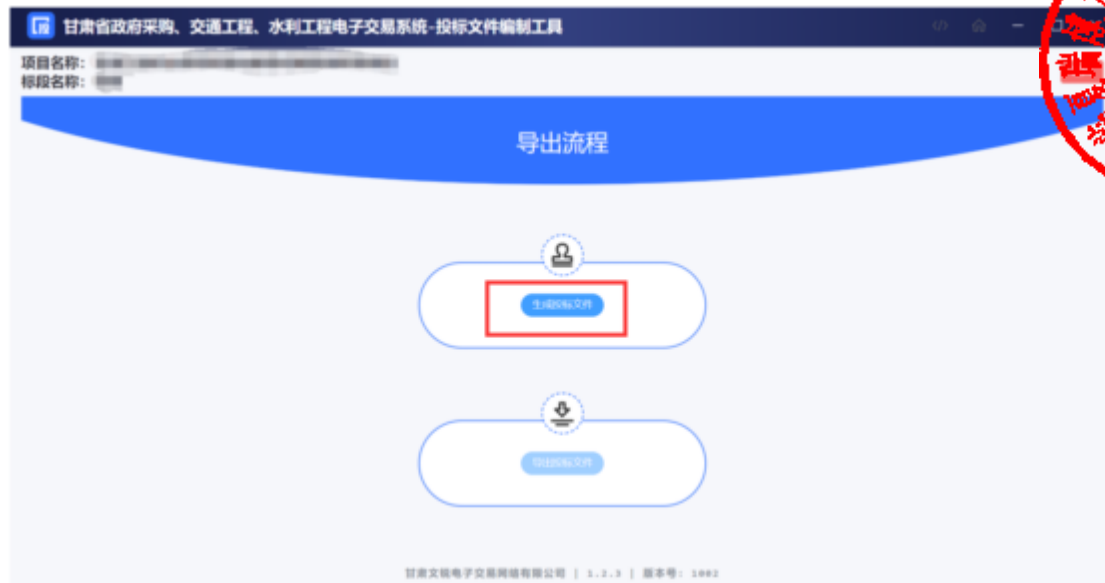 甘肃省政府采购、交通工程、水利工程电子交易系统-投标文件编制工具
项目名称：
标段名称：
导出流程
生成投标文件
导出投标文件
甘肃文锐电子交易网络有限公司 | 1.2.3 | 版本号: 1002